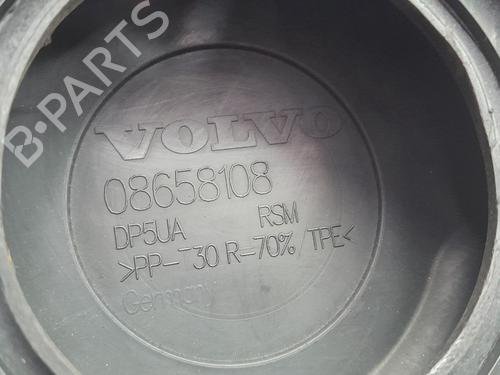 B-PARTS
VOLVO
08658108
DP5UA RSM
>PP-T30 R-70% /TPE<
Germany